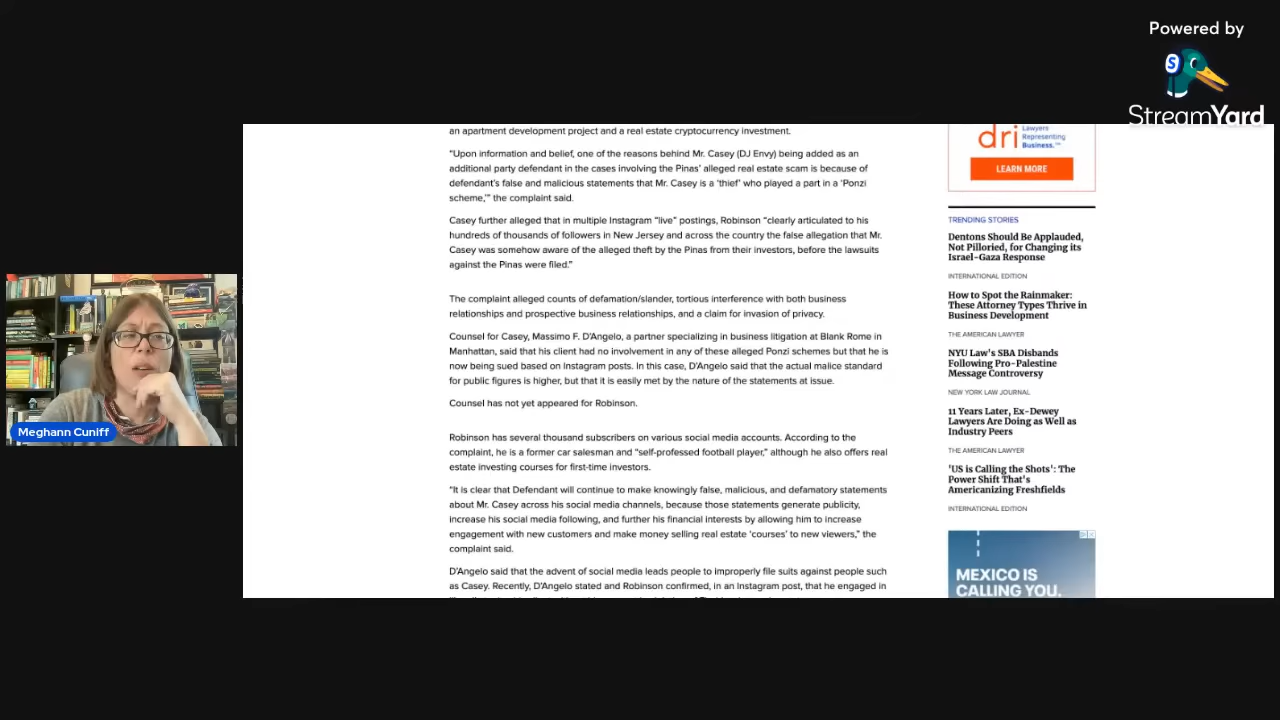 Powered by
StreamYard
an apartment development project and a real estate cryptocurrency investment.
“Upon information and belief, one of the reasons behind Mr. Casey (DJ Envy) being added as an
additional party defendant in the cases involving the Pinas’ alleged real estate scam is because of
defendant’s false and malicious statements that Mr. Casey is a ‘thief’ who played a part in a ‘Ponzi
scheme,’” the complaint said.
Casey further alleged that in multiple Instagram “live” postings, Robinson “clearly articulated to his
hundreds of thousands of followers in New Jersey and across the country the false allegation that Mr.
Casey was somehow aware of the alleged theft by the Pinas from their investors, before the lawsuits
against the Pinas were filed.”
The complaint alleged counts of defamation/slander, tortious interference with both business
relationships and prospective business relationships, and a claim for invasion of privacy.
Counsel for Casey, Massimo F. D’Angelo, a partner specializing in business litigation at Blank Rome in
Manhattan, said that his client had no involvement in any of these alleged Ponzi schemes but that he is
now being sued based on Instagram posts. In this case, D’Angelo said that the actual malice standard
for public figures is higher, but that it is easily met by the nature of the statements at issue.
Counsel has not yet appeared for Robinson.
Robinson has several thousand subscribers on various social media accounts. According to the
complaint, he is a former car salesman and “self-professed football player,” although he also offers real
estate investing courses for first-time investors.
“It is clear that Defendant will continue to make knowingly false, malicious, and defamatory statements
about Mr. Casey across his social media channels, because those statements generate publicity,
increase his social media following, and further his financial interests by allowing him to increase
engagement with new customers and make money selling real estate ‘courses’ to new viewers,” the
complaint said.
D’Angelo said that the advent of social media leads people to improperly file suits against people such
as Casey. Recently, D’Angelo stated and Robinson confirmed, in an Instagram post, that he engaged in
dri
Lawyers
Representing
Business.™
LEARN MORE
TRENDING STORIES
Dentons Should Be Applauded,
Not Pilloried, for Changing its
Israel-Gaza Response
INTERNATIONAL EDITION
How to Spot the Rainmaker:
These Attorney Types Thrive in
Business Development
THE AMERICAN LAWYER
NYU Law's SBA Disbands
Following Pro-Palestine
Message Controversy
NEW YORK LAW JOURNAL
11 Years Later, Ex-Dewey
Lawyers Are Doing as Well as
Industry Peers
THE AMERICAN LAWYER
'US is Calling the Shots': The
Power Shift That's
Americanizing Freshfields
INTERNATIONAL EDITION
MEXICO IS
CALLING YOU.
Meghann Cuniff